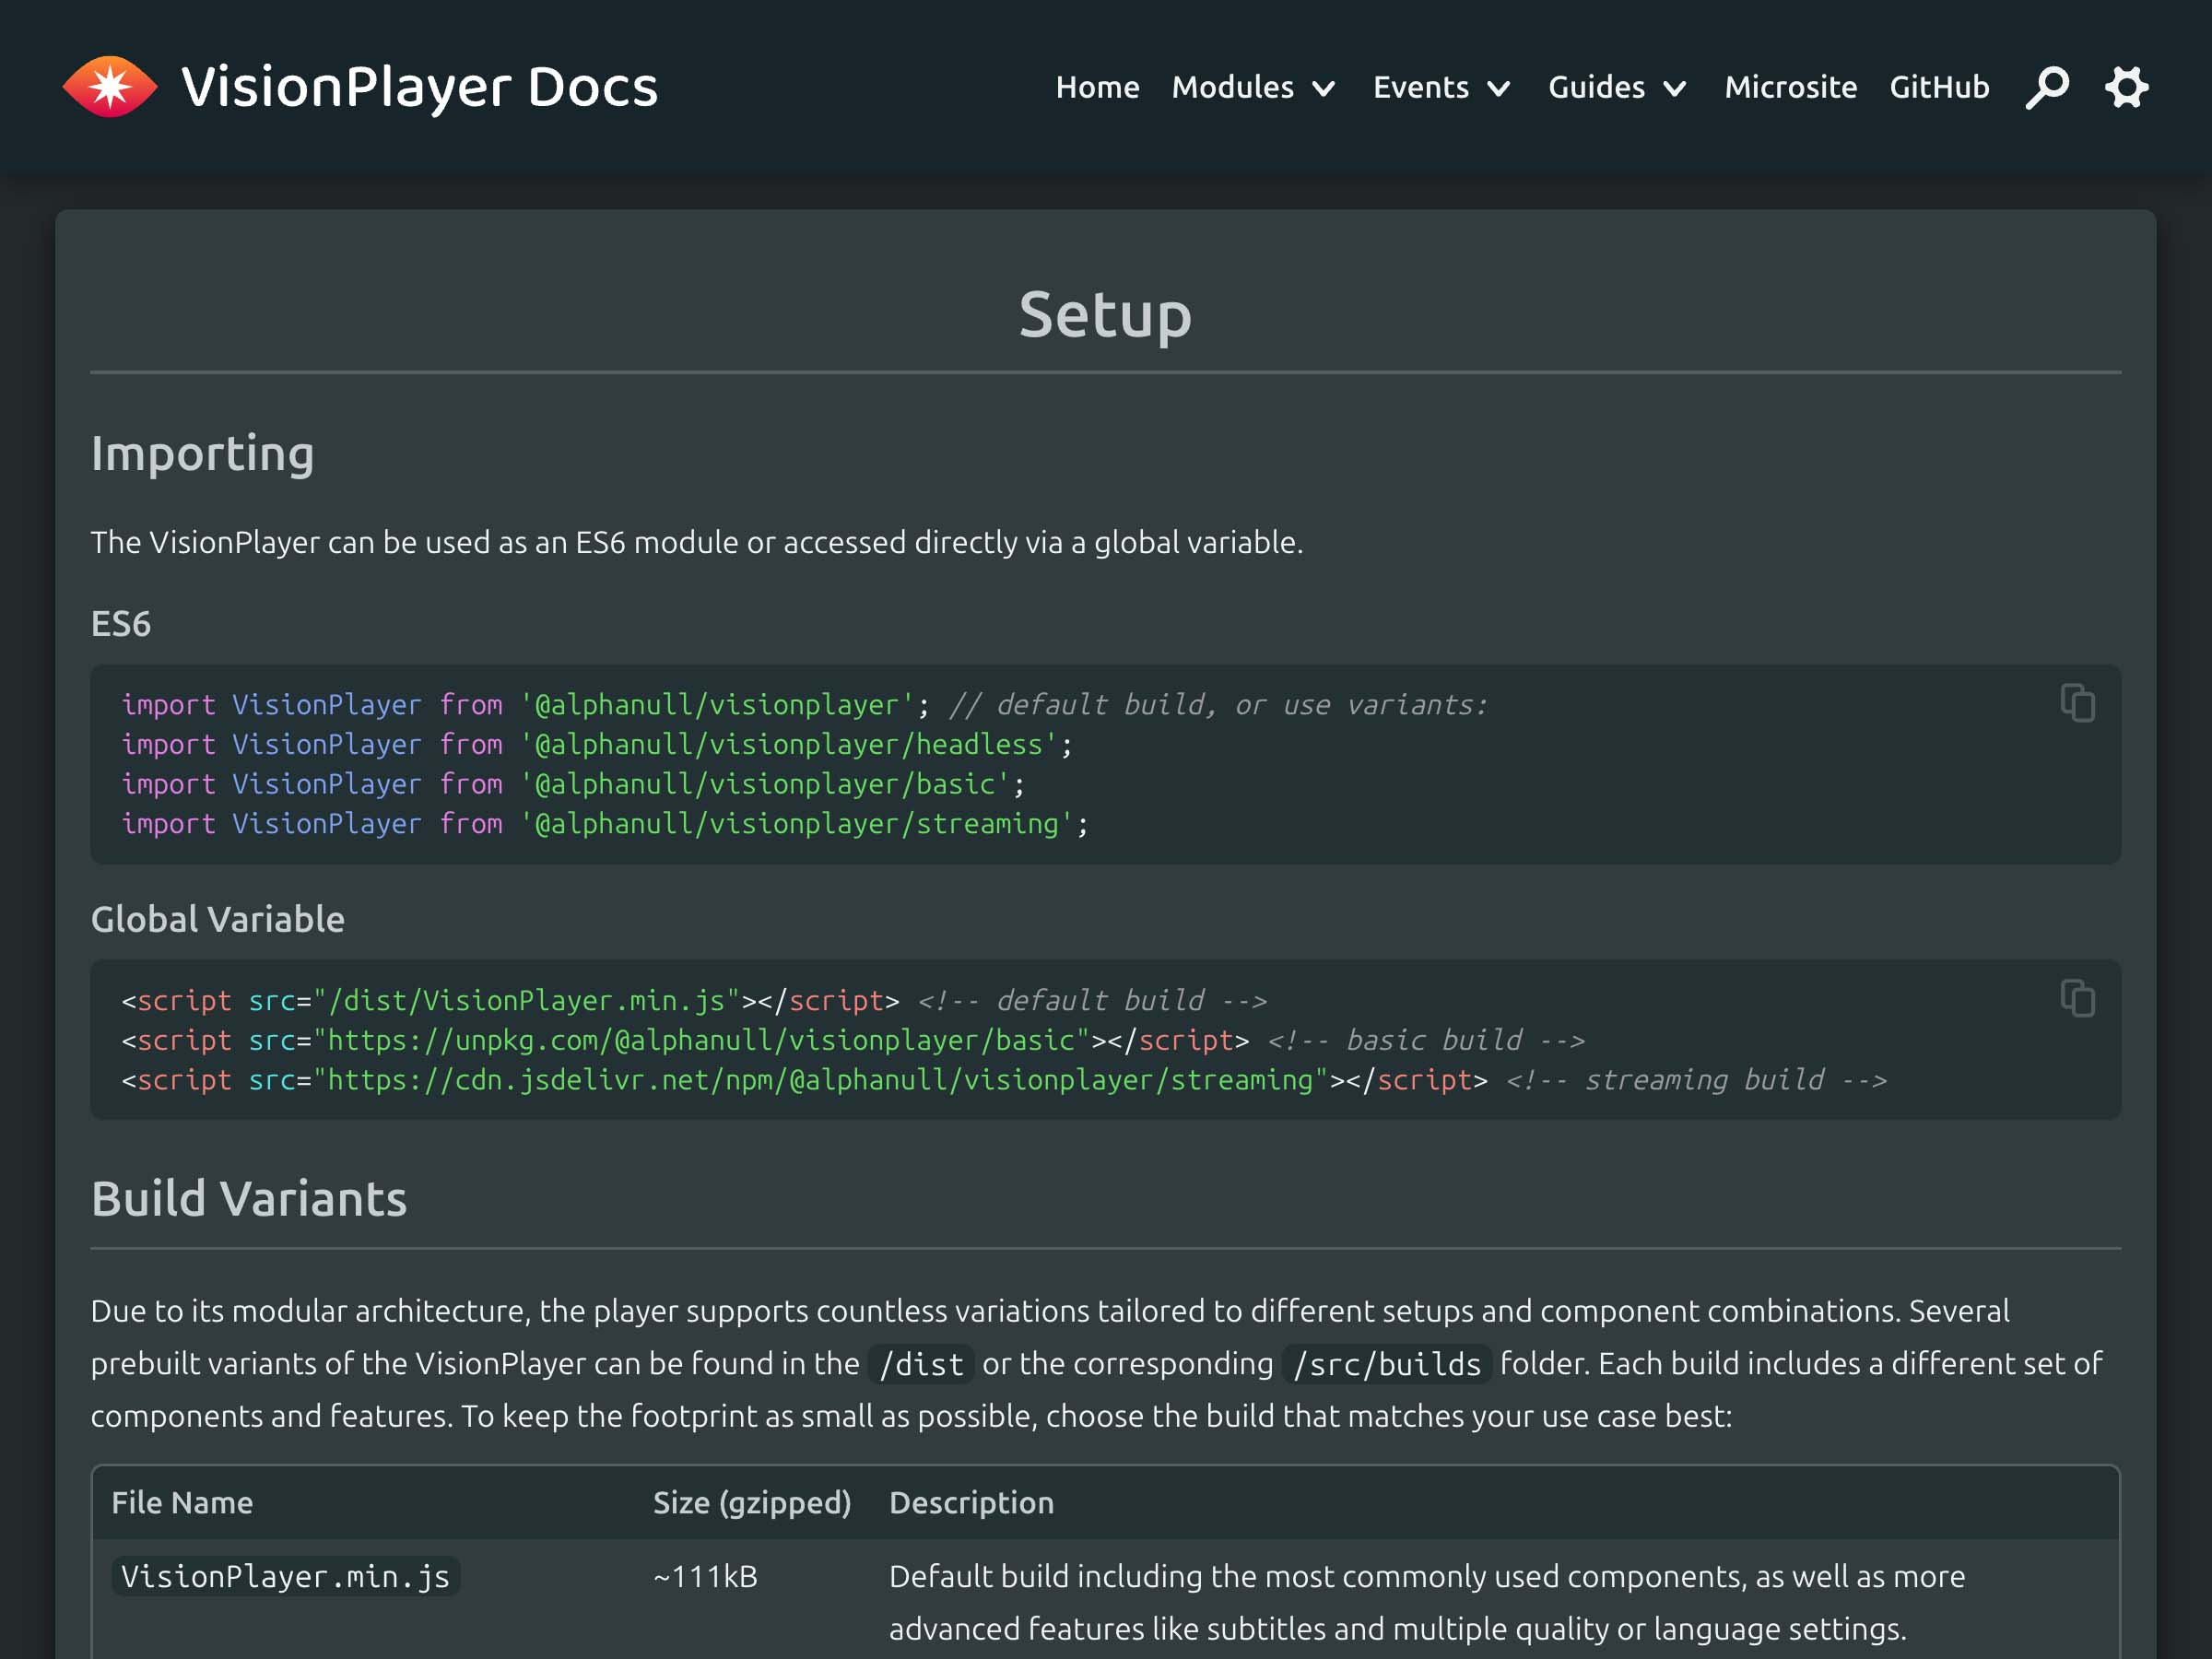 VisionPlayer Docs
Home Modules Events Guides Microsite GitHub
Setup
Importing
The VisionPlayer can be used as an ES6 module or accessed directly via a global variable.
ES6
import VisionPlayer from '@alphanull/visionplayer'; // default build, or use variants:
import VisionPlayer from '@alphanull/visionplayer/headless';
import VisionPlayer from '@alphanull/visionplayer/basic';
import VisionPlayer from '@alphanull/visionplayer/streaming';
Global Variable
<script src="/dist/VisionPlayer.min.js"></script> <!-- default build -->
<script src="https://unpkg.com/@alphanull/visionplayer/basic"></script> <!-- basic build -->
<script src="https://cdn.jsdelivr.net/npm/@alphanull/visionplayer/streaming"></script> <!-- streaming build -->
Build Variants
Due to its modular architecture, the player supports countless variations tailored to different setups and component combinations. Several
prebuilt variants of the VisionPlayer can be found in the /dist or the corresponding /src/builds folder. Each build includes a different set of
components and features. To keep the footprint as small as possible, choose the build that matches your use case best:
File Name Size (gzipped) Description
VisionPlayer.min.js ~111kB Default build including the most commonly used components, as well as more
advanced features like subtitles and multiple quality or language settings.